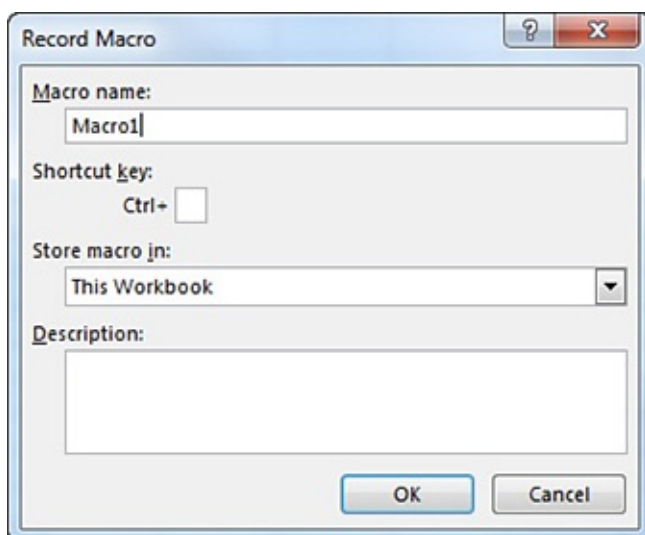 Record Macro
Macro name:
Macro1
Shortcut key:
Ctrl+
Store macro in:
This Workbook
Description:
OK Cancel